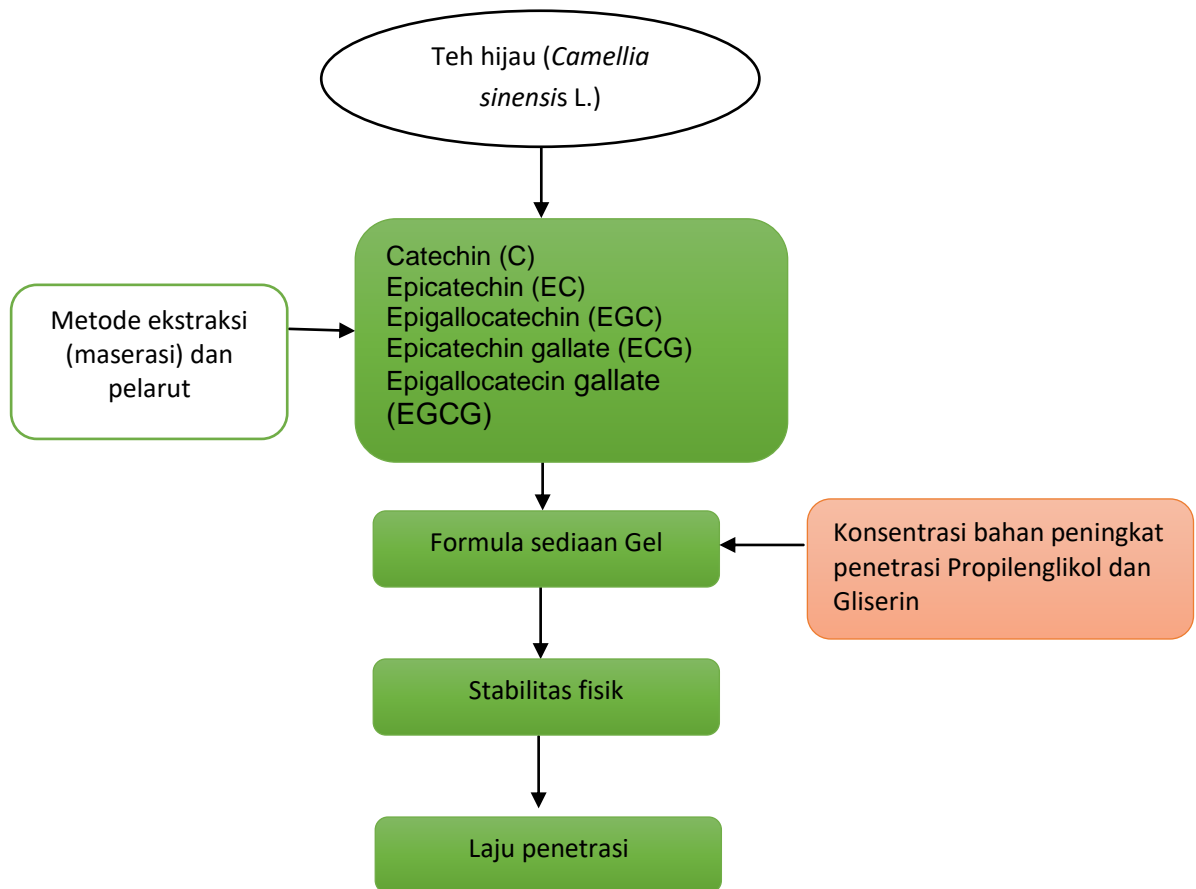 Teh hijau (Camellia
sinensis L.)
Catechin (C)
Epicatechin (EC)
Epigallocatechin (EGC)
Epicatechin gallate (ECG)
Epigallocatecin gallate
(EGCG)
Metode ekstraksi
(maserasi) dan
pelarut
Formula sediaan Gel
Konsentrasi bahan peningkat
penetrasi Propilenglikol dan
Gliserin
Stabilitas fisik
Laju penetrasi